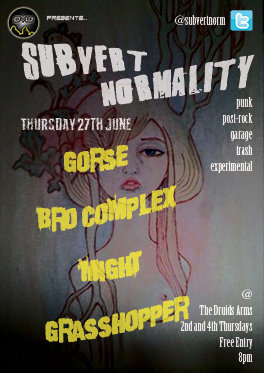 PRESENTS...
@subvertnorm
SUBVERT
NORMALITY
punk
post-rock
garage
trash
experimental
THURSDAY 27TH JUNE
GORSE
BRO COMPLEX
MIGHT
GRASSHOPPER
@
The Druids Arms
2nd and 4th Thursdays
Free Entry
8pm